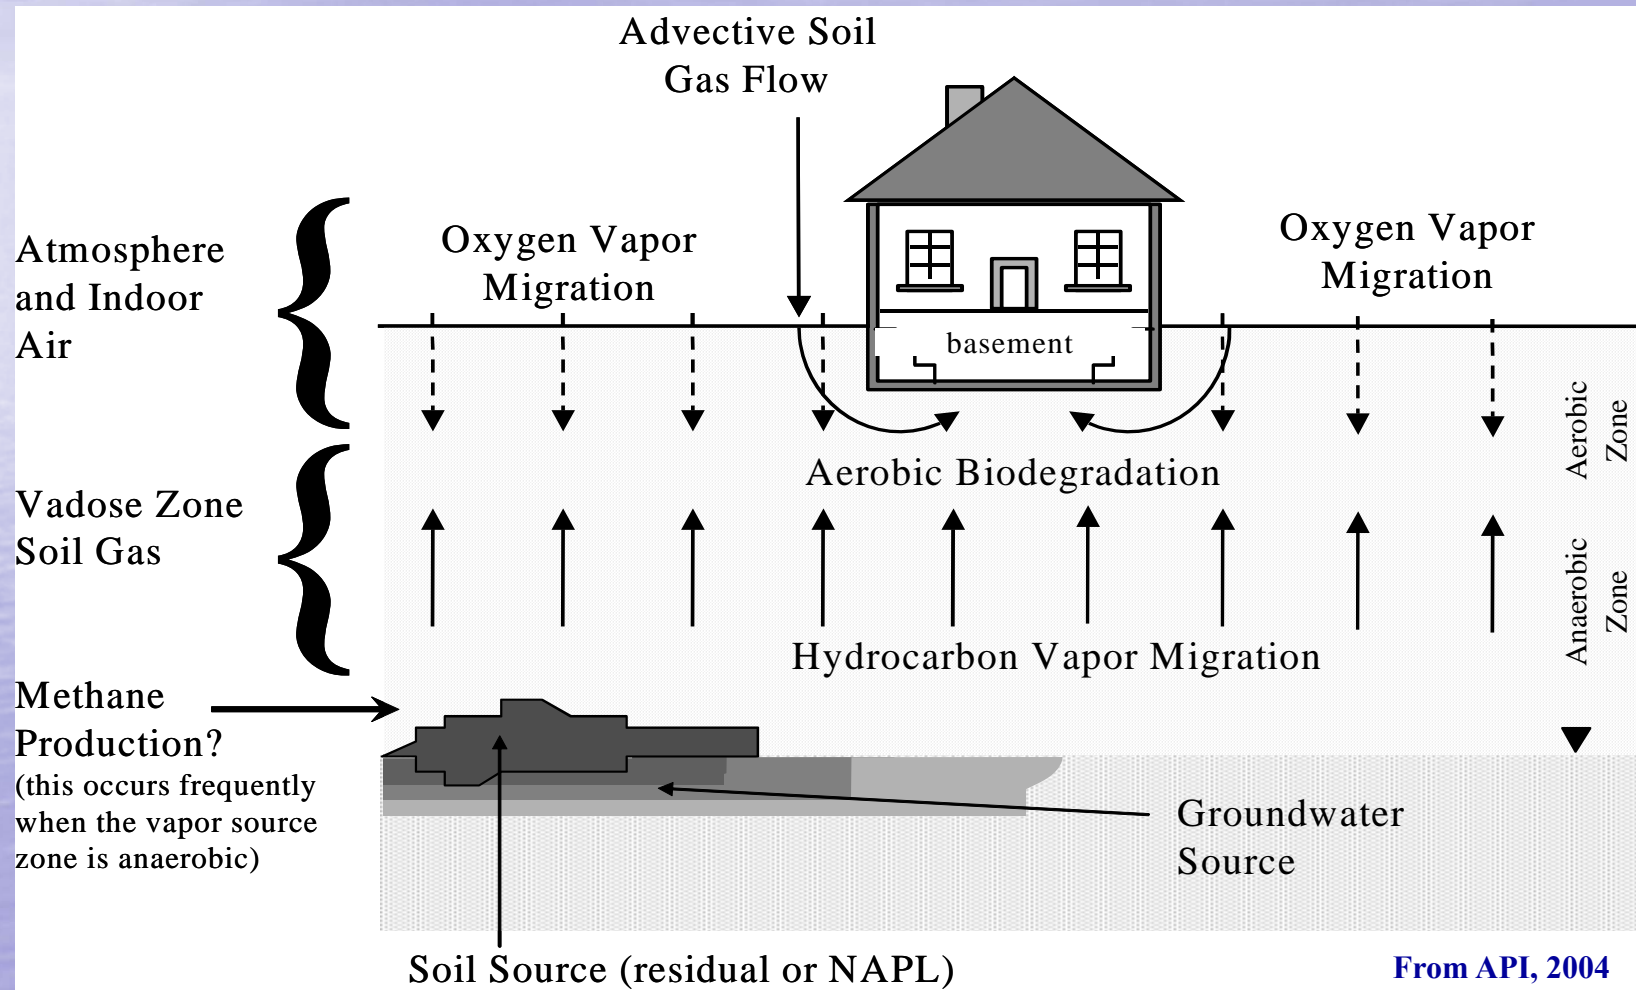 Advective Soil
Gas Flow
Atmosphere
and Indoor
Air
Oxygen Vapor
Migration
Oxygen Vapor
Migration
basement
Aerobic
Zone
Aerobic Biodegradation
Vadose Zone
Soil Gas
Anaerobic
Zone
Hydrocarbon Vapor Migration
Methane
Production?
(this occurs frequently
when the vapor source
zone is anaerobic)
Groundwater
Source
Soil Source (residual or NAPL)
From API, 2004